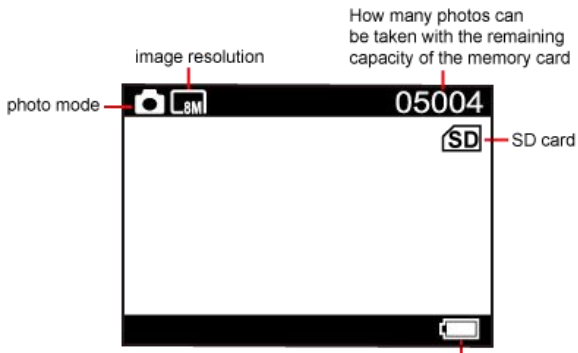 How many photos can
be taken with the remaining
capacity of the memory card
image resolution
photo mode
8M
05004
SD
SD card